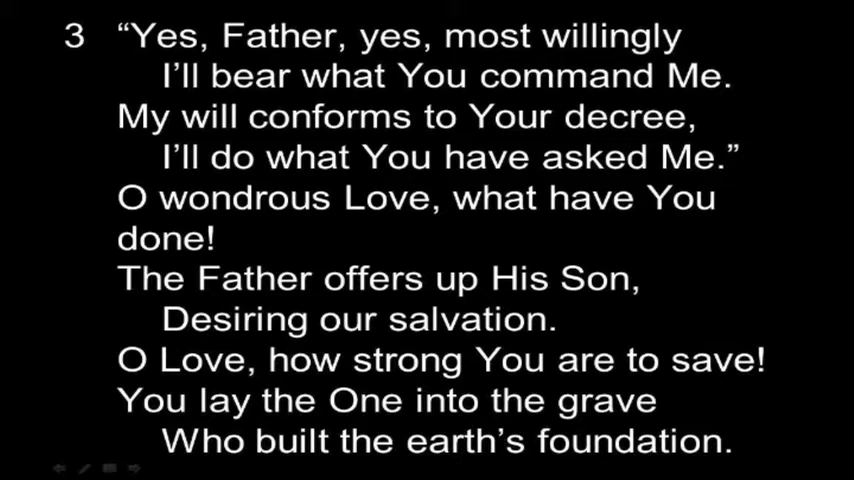 3 “Yes, Father, yes, most willingly
I’ll bear what You command Me.
My will conforms to Your decree,
I’ll do what You have asked Me.”
O wondrous Love, what have You
done!
The Father offers up His Son,
Desiring our salvation.
O Love, how strong You are to save!
You lay the One into the grave
Who built the earth’s foundation.